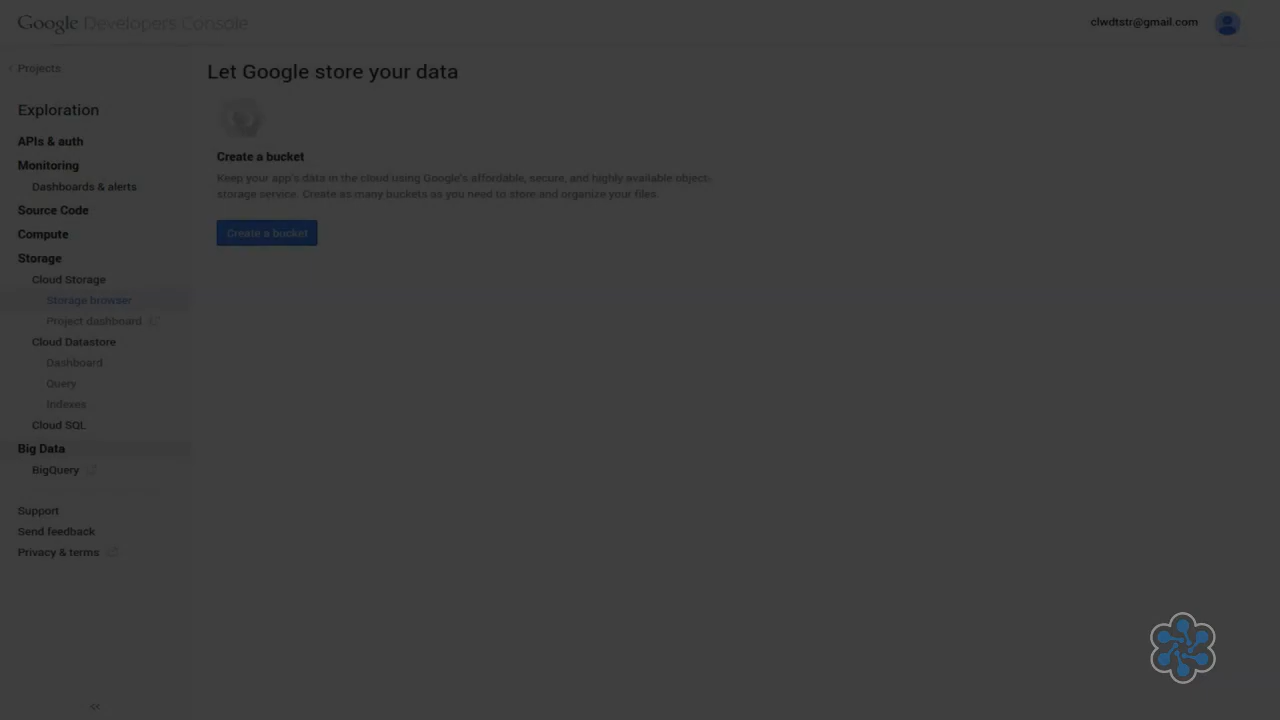 Google Developers Console
clwdtstr@gmail.com
Projects
Let Google store your data
Exploration
APIs & auth
Monitoring
Dashboards & alerts
Source Code
Compute
Storage
Cloud Storage
Storage browser
Project dashboard
Cloud Datastore
Dashboard
Query
Indexes
Cloud SQL
Big Data
BigQuery
Support
Send feedback
Privacy & terms
Create a bucket
Keep your app's data in the cloud using Google's affordable, secure, and highly available object
storage service. Create as many buckets as you need to store and organize your files.
Create a bucket